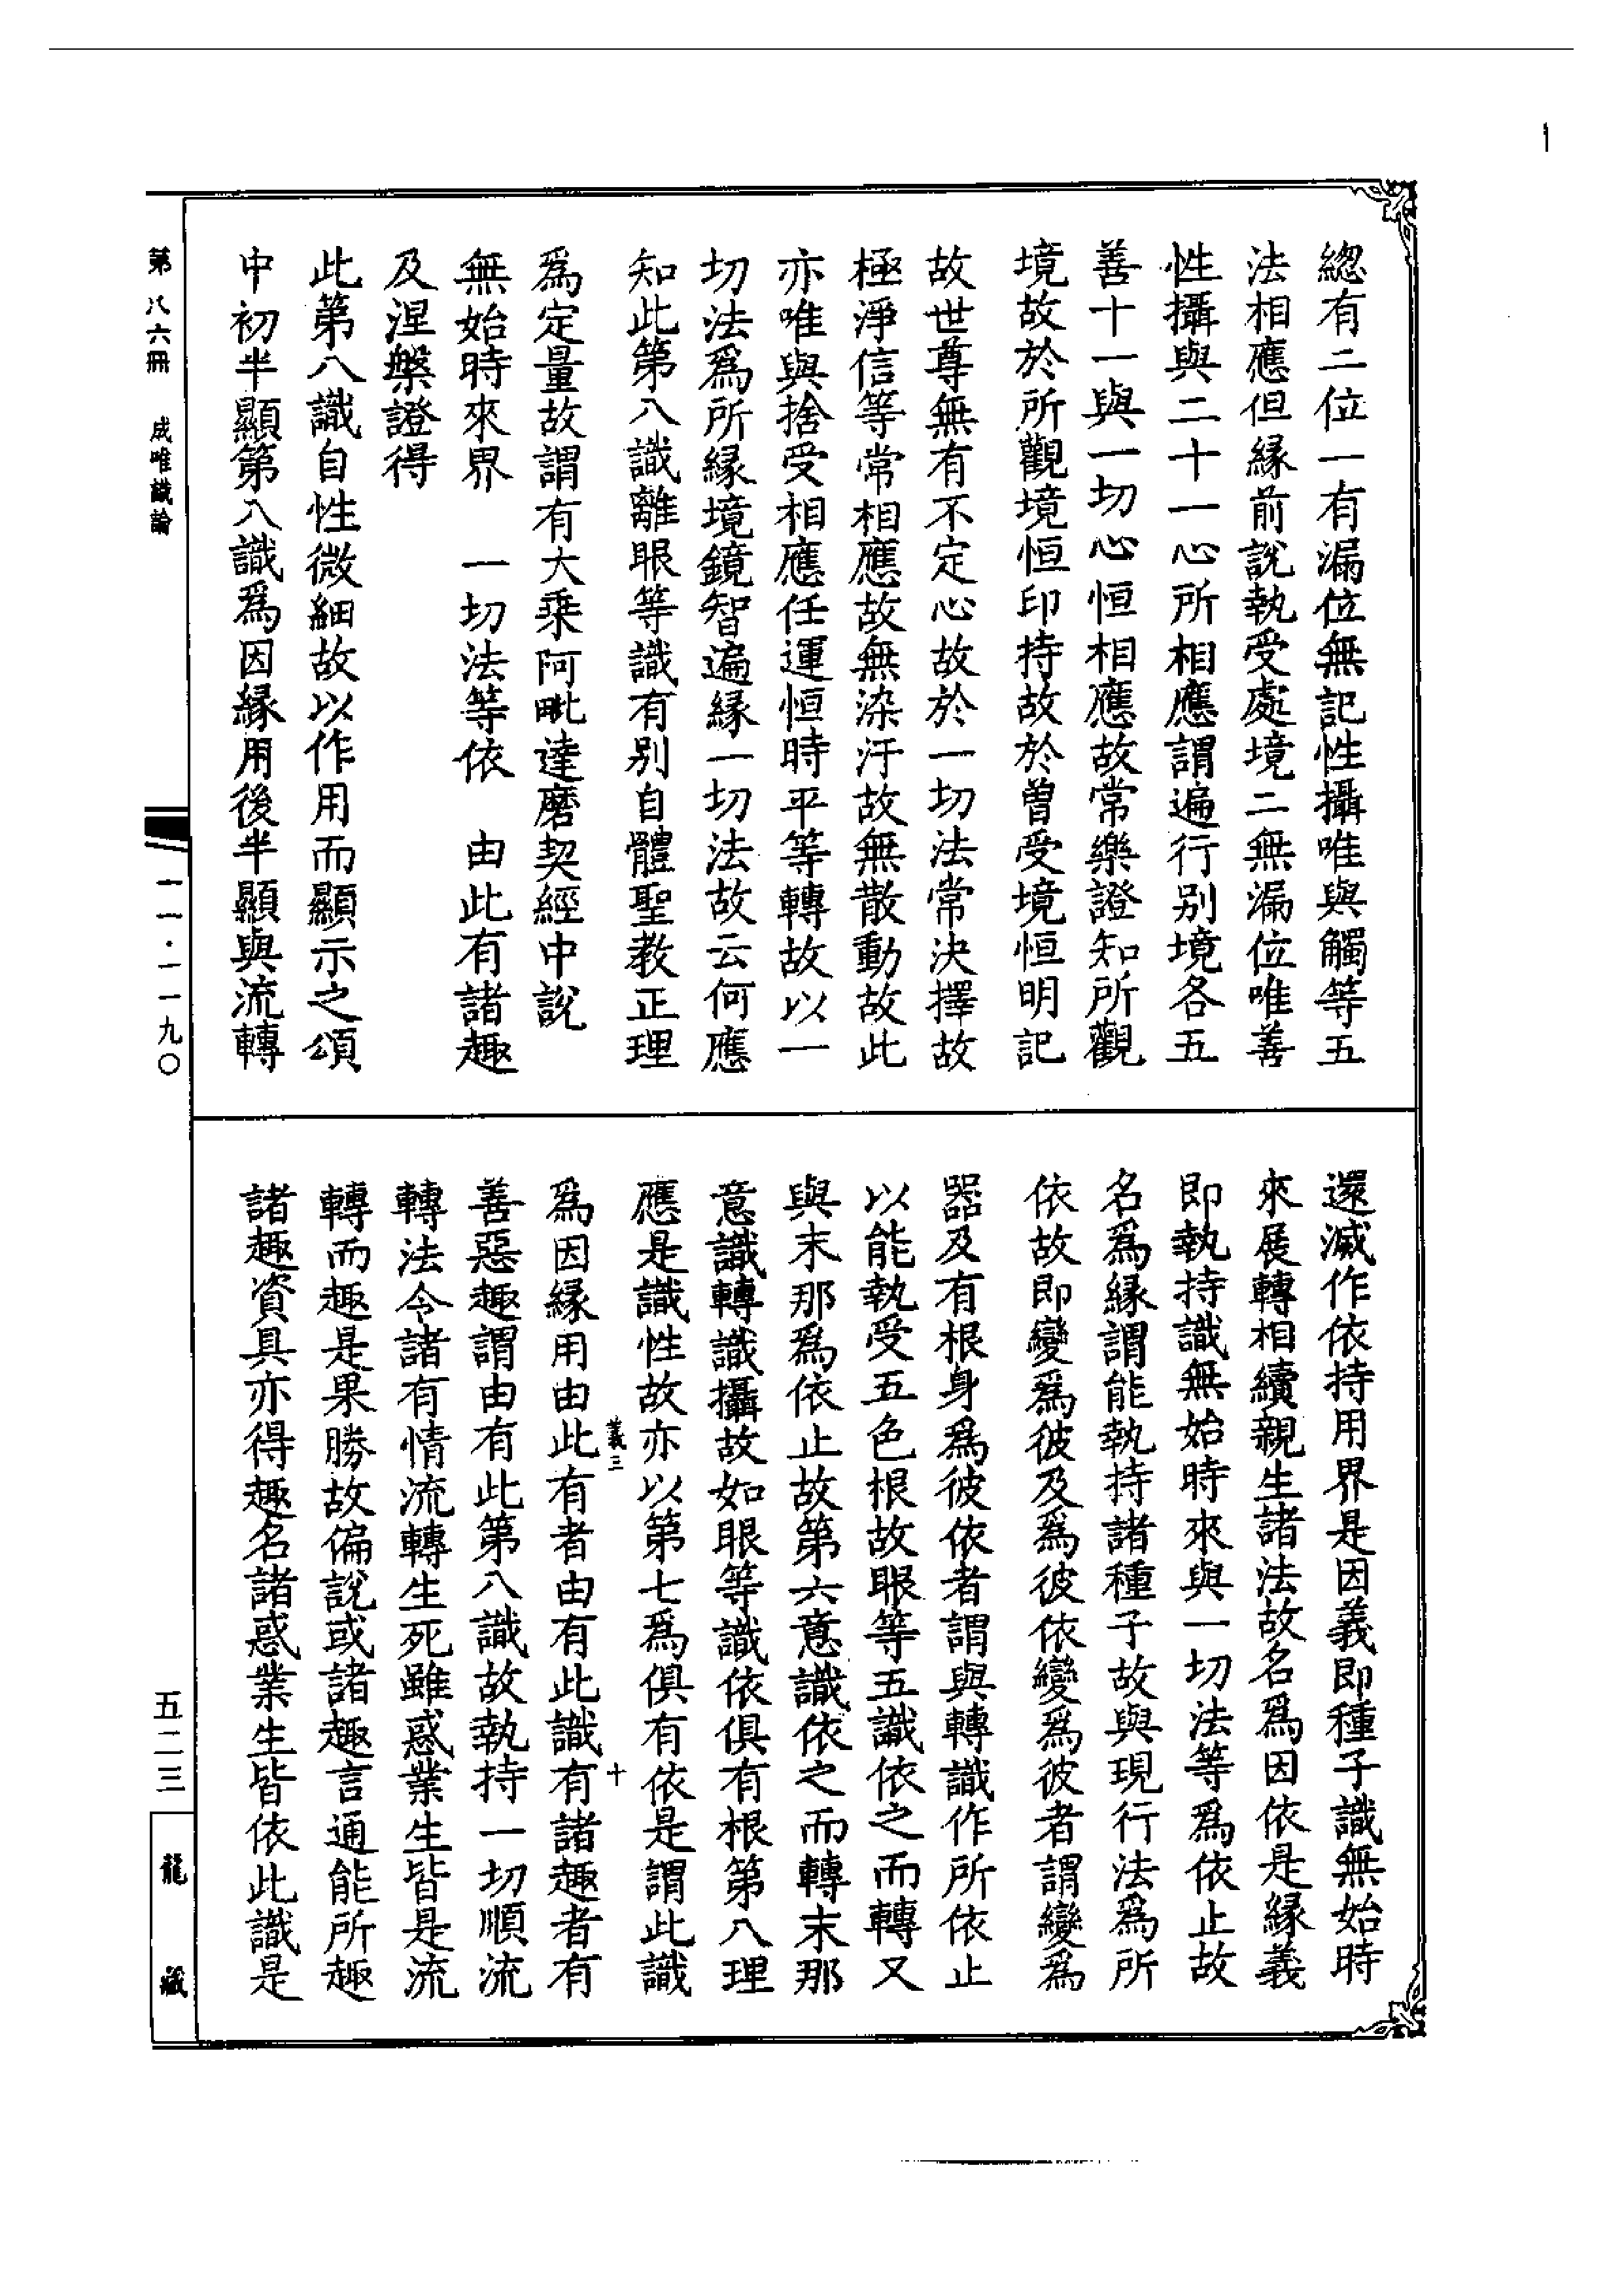 總有二位一有漏位無記性攝唯與觸等五
法相應但緣前說執受處境二無漏位唯善
性攝與二十一心所相應謂遍行别境各五
善十一與一切心恒相應故常樂證知所觀
境故於所觀境恒印持故於曾受境恒明記
故世尊無有不定心故於一切法常決擇故
極淨信等常相應故無染汙故無散動故此
亦唯與捨受相應任運恒時平等轉故以一
切法爲所緣境鏡智遍緣一切法故云何應
知此第八識離眼等識有别自體聖教正理
爲定量故謂有大乘阿毗達磨契經中說
無始時來界　一切法等依　由此有諸趣
及涅槃證得
此第八識自性微細故以作用而顯示之頌
中初半顯第八識爲因緣用後半顯與流轉
還滅作依持用界是因義即種子識無始時
來展轉相續親生諸法故名爲因依是緣義
即執持識無始時來與一切法等爲依止故
名爲緣謂能執持諸種子故與現行法爲所
依故即變爲彼及爲彼依變爲彼者謂變爲
器及有根身爲彼依者謂與轉識作所依止
以能執受五色根故眼等五識依之而轉又
與末那爲依止故第六意識依之而轉末那
意識轉識攝故如眼等識依俱有根第八理
應是識性故亦以第七爲俱有依是謂此識
義三　十
爲因緣用由此有者由有此識有諸趣者有
善惡趣謂由有此第八識故執持一切順流
轉法令諸有情流轉生死雖惑業生皆是流
轉而趣是果勝故偏說或諸趣言通能所趣
諸趣資具亦得趣名諸惑業生皆依此識是
第八六冊　成唯識論
一一·一一九〇
五二三
龍藏